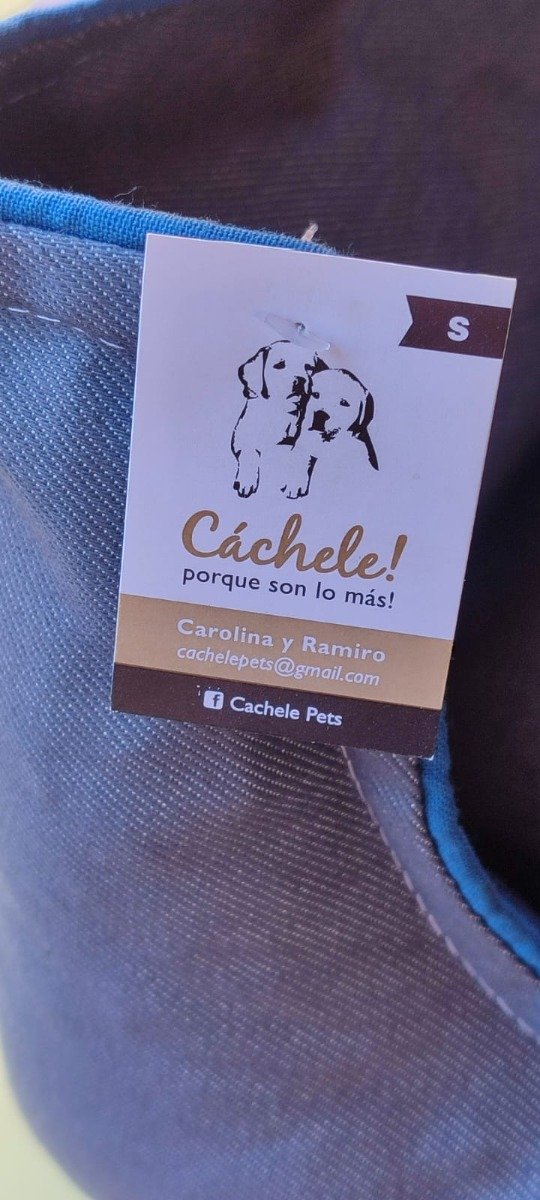 S
Cáchele!
porque son lo más!
Carolina y Ramiro
cachelepets@gmail.com
f Cachele Pets